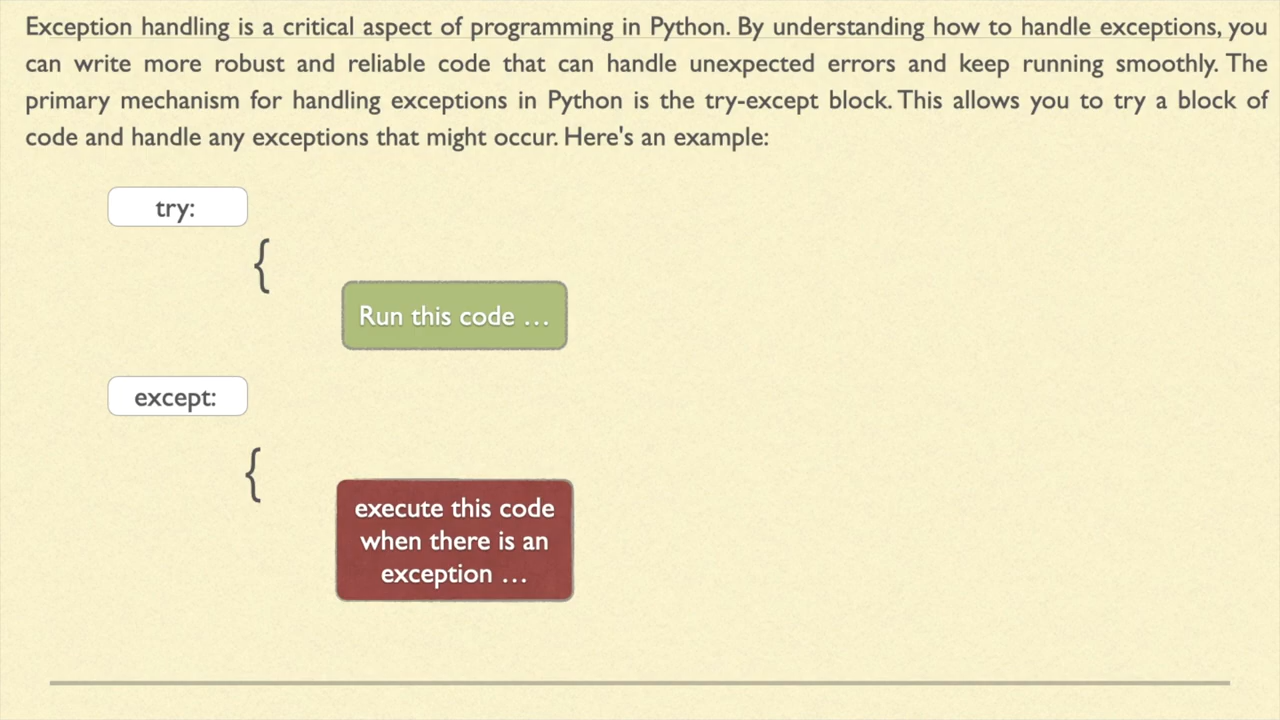 Exception handling is a critical aspect of programming in Python. By understanding how to handle exceptions, you
can write more robust and reliable code that can handle unexpected errors and keep running smoothly. The
primary mechanism for handling exceptions in Python is the try-except block. This allows you to try a block of
code and handle any exceptions that might occur. Here's an example:
try:
{
Run this code …
except:
{
execute this code
when there is an
exception …